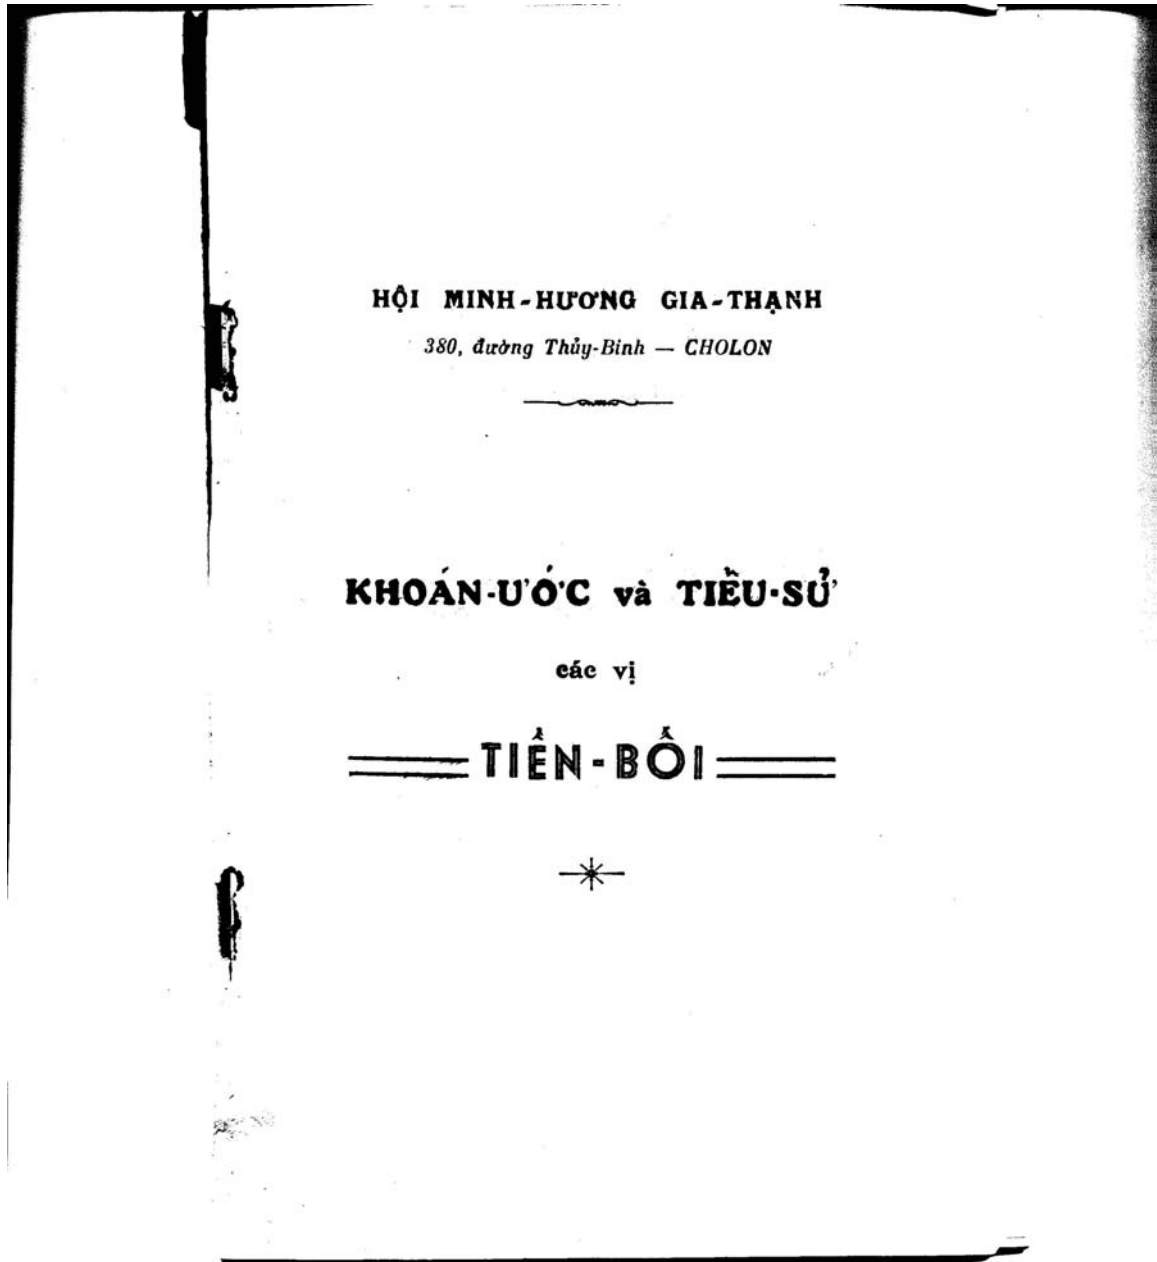 HỘI MINH-HƯƠNG GIA-THẠNH
380, đường Thủy-Binh — CHOLON
KHOÁN-ƯỚC và TIỂU-SỬ
các vị
TIỀN-BỐI